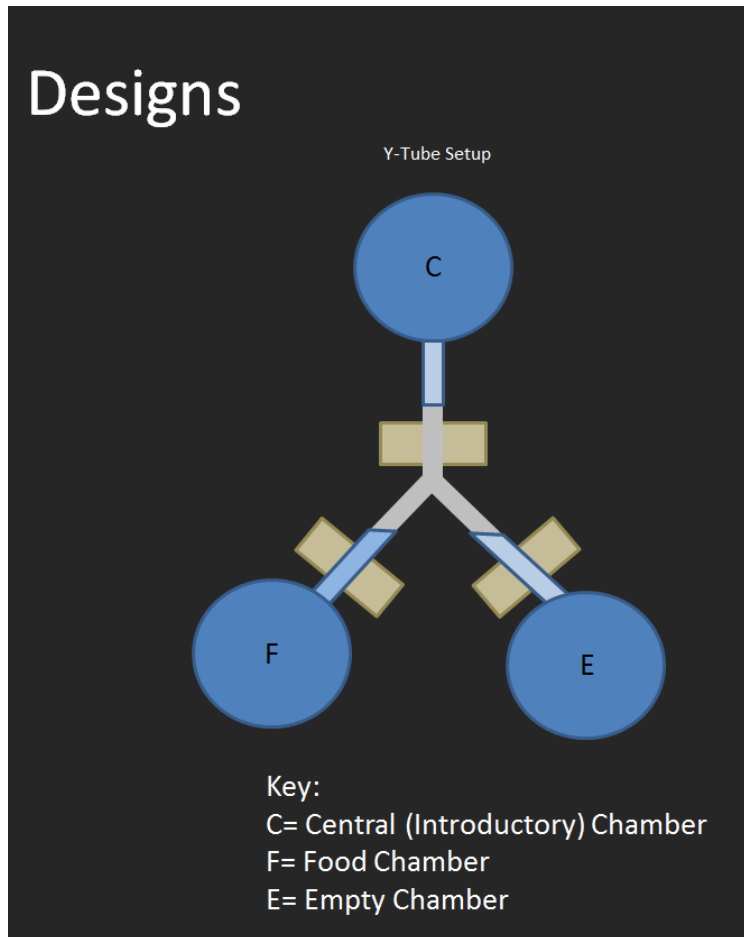 Designs
Y-Tube Setup
C
F
E
Key:
C= Central (Introductory) Chamber
F= Food Chamber
E= Empty Chamber